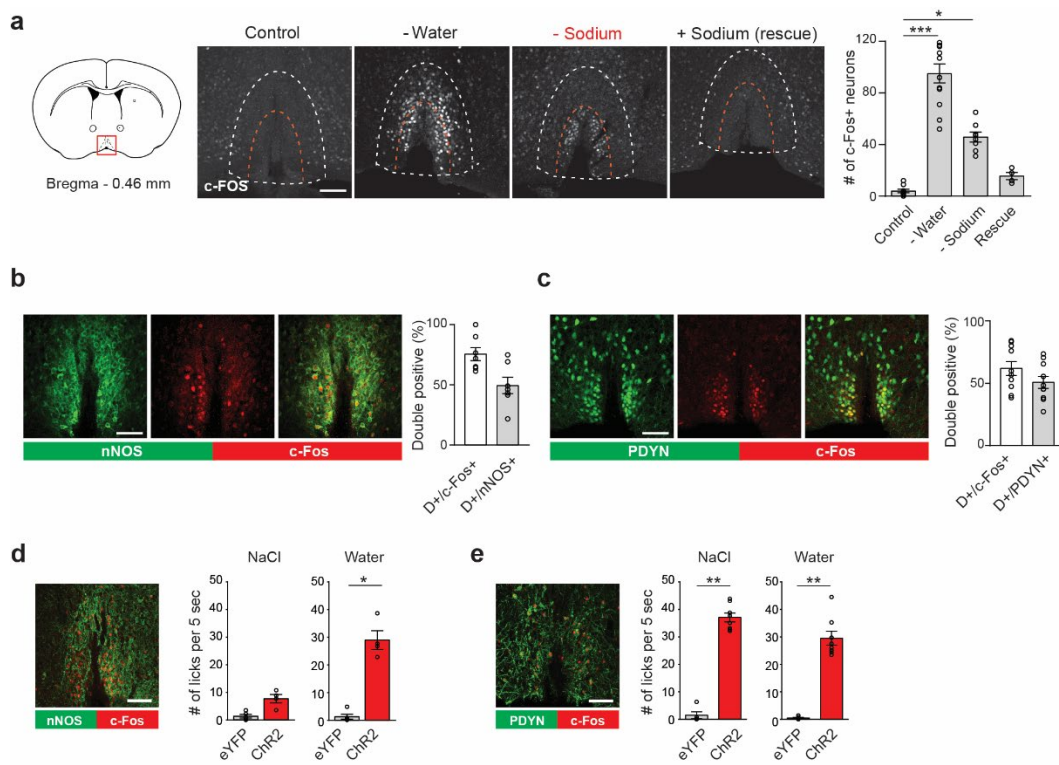 a
Control
- Water
- Sodium
+ Sodium (rescue)
Bregma - 0.46 mm
c-FOS
# of c-Fos+ neurons
120
80
40
0
***
*
Control
- Water
- Sodium
Rescue
b
nNOS
c-Fos
Double positive (%)
100
50
0
D+/c-Fos+
D+/nNOS+
c
PDYN
c-Fos
Double positive (%)
100
50
0
D+/c-Fos+
D+/PDYN+
d
nNOS
c-Fos
NaCl
# of licks per 5 sec
50
40
30
20
10
0
eYFP
ChR2
Water
50
40
30
20
10
0
*
eYFP
ChR2
e
PDYN
c-Fos
NaCl
# of licks per 5 sec
50
40
30
20
10
0
**
eYFP
ChR2
Water
50
40
30
20
10
0
**
eYFP
ChR2